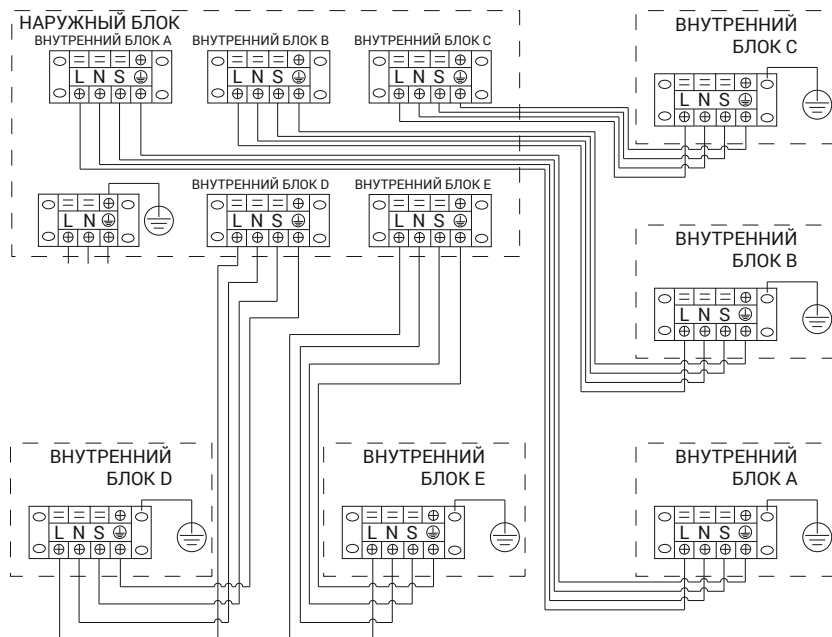 НАРУЖНЫЙ БЛОК
ВНУТРЕННИЙ БЛОК A
L N S
ВНУТРЕННИЙ БЛОК B
L N S
ВНУТРЕННИЙ БЛОК C
L N S
ВНУТРЕННИЙ
БЛОК C
L N S
L N
ВНУТРЕННИЙ БЛОК D
L N S
ВНУТРЕННИЙ БЛОК E
L N S
ВНУТРЕННИЙ
БЛОК B
L N S
ВНУТРЕННИЙ
БЛОК D
L N S
ВНУТРЕННИЙ
БЛОК E
L N S
ВНУТРЕННИЙ
БЛОК A
L N S